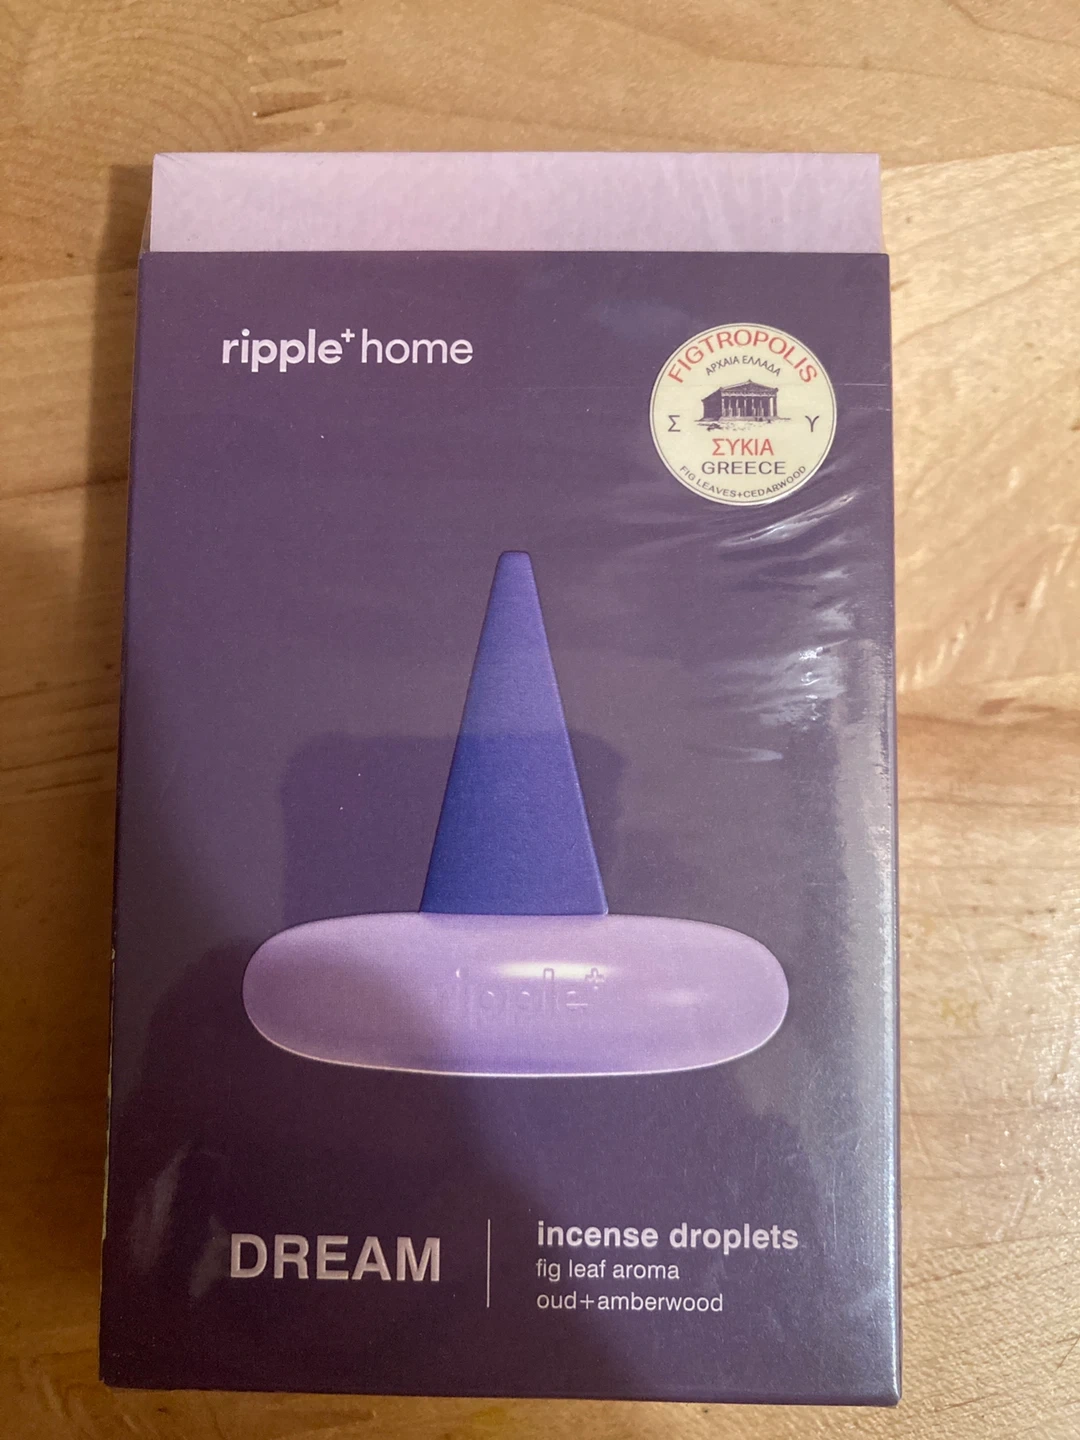 ripple+ home
FIGTROPOLIS
ΑΡΧΑΙΑ ΕΛΛΑΔΑ
Σ Υ
ΣΥΚΙΑ
GREECE
FIG LEAVES+CEDARWOOD
ripple+
DREAM
incense droplets
fig leaf aroma
oud+amberwood